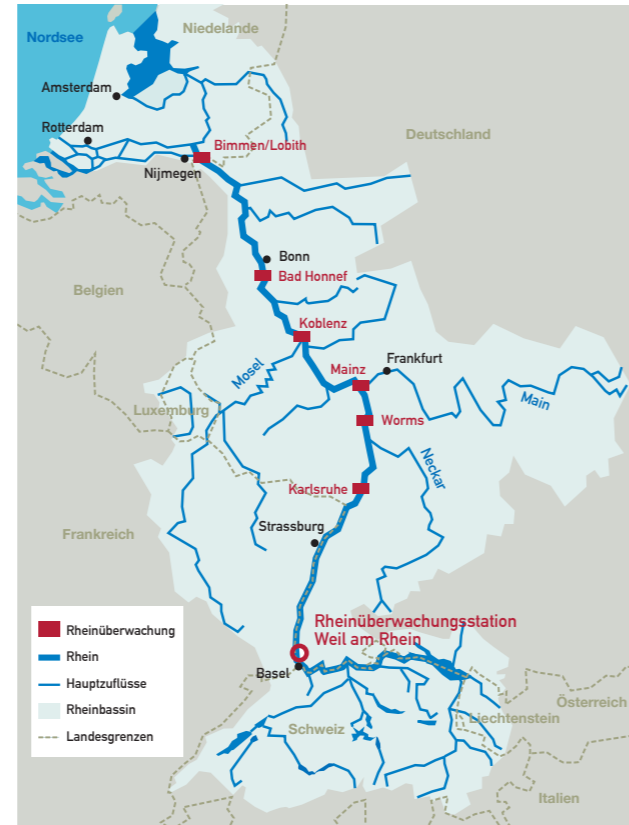 Nordsee
Niedelande
Amsterdam
Rotterdam
Bimmen/Lobith
Deutschland
Nijmegen
Bonn
Bad Honnef
Belgien
Koblenz
Mosel
Mainz
Frankfurt
Main
Luxemburg
Worms
Neckar
Karlsruhe
Strassburg
Frankreich
Rheinüberwachungsstation
Weil am Rhein
Basel
Rheinüberwachung
Rhein
Hauptzuflüsse
Rheinbassin
Landesgrenzen
Schweiz
Liechtenstein
Österreich
Italien